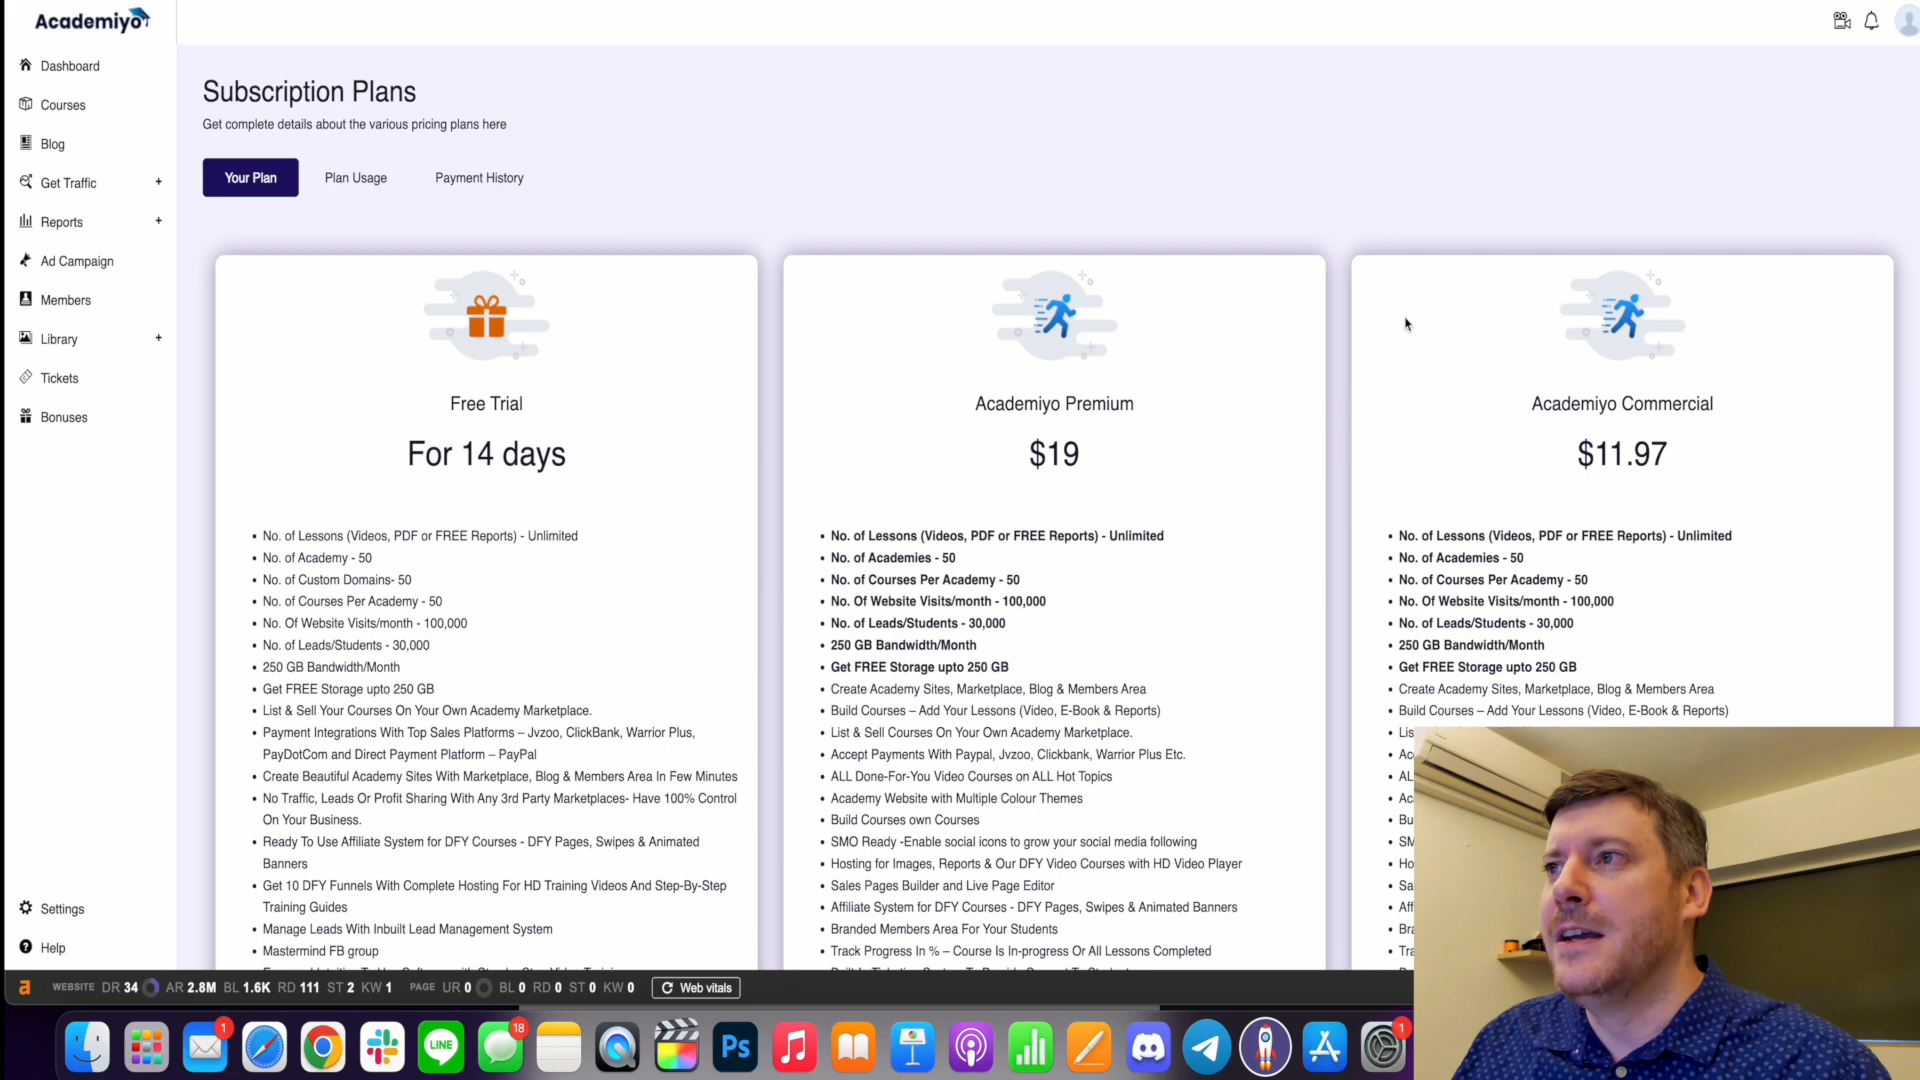 Academiyo
Dashboard
Courses
Blog
Get Traffic +
Reports +
Ad Campaign
Members
Library +
Tickets
Bonuses
Settings
Help
Subscription Plans
Get complete details about the various pricing plans here
Your Plan Plan Usage Payment History
Free Trial
For 14 days
• No. of Lessons (Videos, PDF or FREE Reports) - Unlimited
• No. of Academy - 50
• No. of Custom Domains- 50
• No. of Courses Per Academy - 50
• No. Of Website Visits/month - 100,000
• No. of Leads/Students - 30,000
• 250 GB Bandwidth/Month
• Get FREE Storage upto 250 GB
• List & Sell Your Courses On Your Own Academy Marketplace.
• Payment Integrations With Top Sales Platforms – Jvzoo, ClickBank, Warrior Plus,
PayDotCom and Direct Payment Platform – PayPal
• Create Beautiful Academy Sites With Marketplace, Blog & Members Area In Few Minutes
• No Traffic, Leads Or Profit Sharing With Any 3rd Party Marketplaces- Have 100% Control
On Your Business.
• Ready To Use Affiliate System for DFY Courses - DFY Pages, Swipes & Animated
Banners
• Get 10 DFY Funnels With Complete Hosting For HD Training Videos And Step-By-Step
Training Guides
• Manage Leads With Inbuilt Lead Management System
• Mastermind FB group
Academiyo Premium
$19
• No. of Lessons (Videos, PDF or FREE Reports) - Unlimited
• No. of Academies - 50
• No. of Courses Per Academy - 50
• No. Of Website Visits/month - 100,000
• No. of Leads/Students - 30,000
• 250 GB Bandwidth/Month
• Get FREE Storage upto 250 GB
• Create Academy Sites, Marketplace, Blog & Members Area
• Build Courses – Add Your Lessons (Video, E-Book & Reports)
• List & Sell Courses On Your Own Academy Marketplace.
• Accept Payments With Paypal, Jvzoo, Clickbank, Warrior Plus Etc.
• ALL Done-For-You Video Courses on ALL Hot Topics
• Academy Website with Multiple Colour Themes
• Build Courses own Courses
• SMO Ready -Enable social icons to grow your social media following
• Hosting for Images, Reports & Our DFY Video Courses with HD Video Player
• Sales Pages Builder and Live Page Editor
• Affiliate System for DFY Courses - DFY Pages, Swipes & Animated Banners
• Branded Members Area For Your Students
• Track Progress In % – Course Is In-progress Or All Lessons Completed
Academiyo Commercial
$11.97
• No. of Lessons (Videos, PDF or FREE Reports) - Unlimited
• No. of Academies - 50
• No. of Courses Per Academy - 50
• No. Of Website Visits/month - 100,000
• No. of Leads/Students - 30,000
• 250 GB Bandwidth/Month
• Get FREE Storage upto 250 GB
• Create Academy Sites, Marketplace, Blog & Members Area
• Build Courses – Add Your Lessons (Video, E-Book & Reports)
• Lis
• Ac
• AL
• Ac
• Bu
• SM
• Ho
• Sa
• Aff
• Bra
• Tra
a WEBSITE DR 34 AR 2.8M BL 1.6K RD 111 ST 2 KW 1 PAGE UR 0 BL 0 RD 0 ST 0 KW 0 Web vitals
1 LINE 18 Ps 1